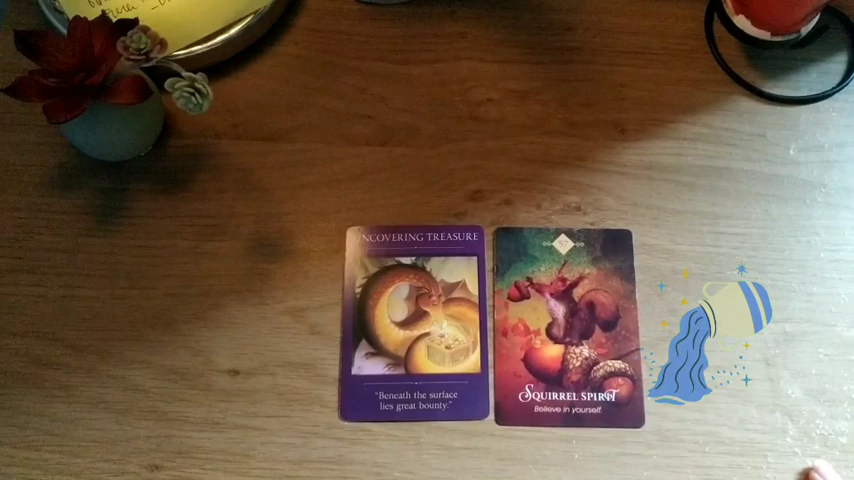 UNCOVERING TREASURE
"Beneath the surface
lies great bounty."
57
SQUIRREL SPIRIT
Believe in yourself.